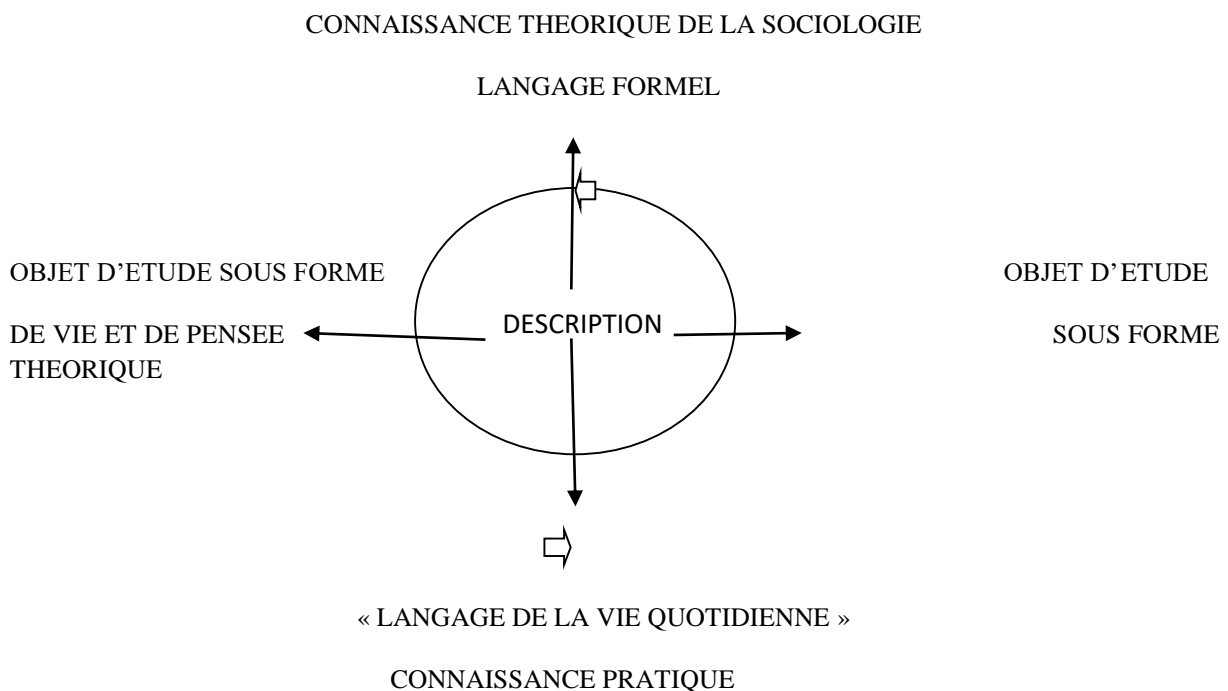 CONNAISSANCE THEORIQUE DE LA SOCIOLOGIE
LANGAGE FORMEL
OBJET D’ETUDE SOUS FORME
DE VIE ET DE PENSEE
THEORIQUE
DESCRIPTION
OBJET D’ETUDE
SOUS FORME
« LANGAGE DE LA VIE QUOTIDIENNE »
CONNAISSANCE PRATIQUE